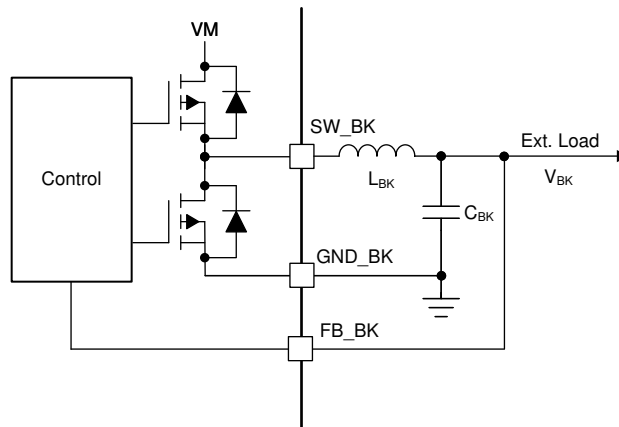 VM
SW_BK
Ext. Load
Control
L_BK
V_BK
C_BK
GND_BK
FB_BK